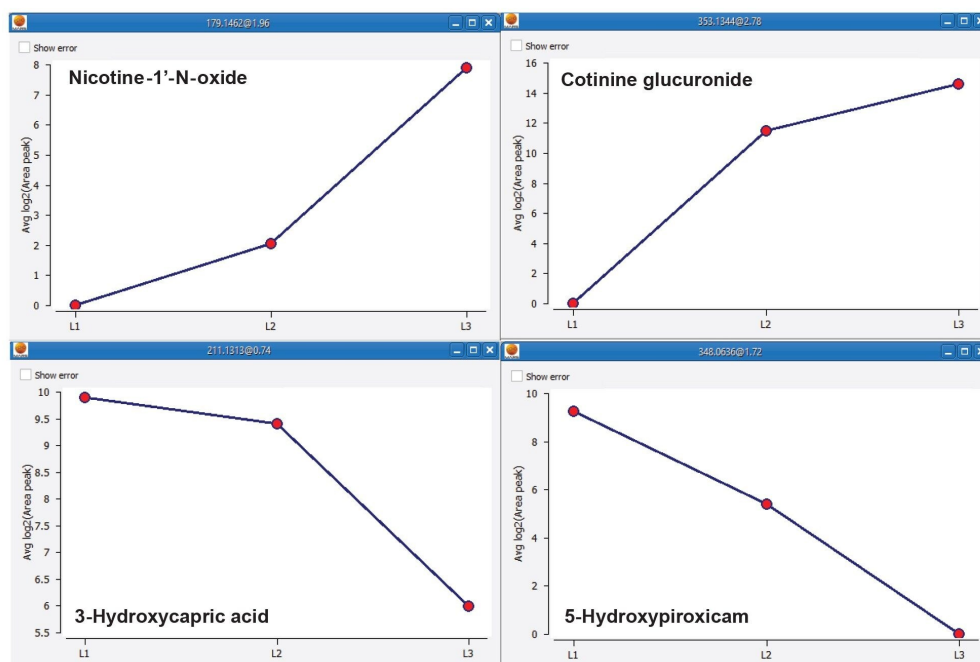 179.1462@1.96
Show error
Nicotine-1'-N-oxide
Avg log2(Area peak)
8
7
6
5
4
3
2
1
0
L1
L2
L3
353.1344@2.78
Show error
Cotinine glucuronide
Avg log2(Area peak)
16
14
12
10
8
6
4
2
0
L1
L2
L3
211.1313@0.74
Show error
Avg log2(Area peak)
10
9.5
9
8.5
8
7.5
7
6.5
6
5.5
3-Hydroxycapric acid
L1
L2
L3
348.0636@1.72
Show error
Avg log2(Area peak)
10
8
6
4
2
0
5-Hydroxypiroxicam
L1
L2
L3